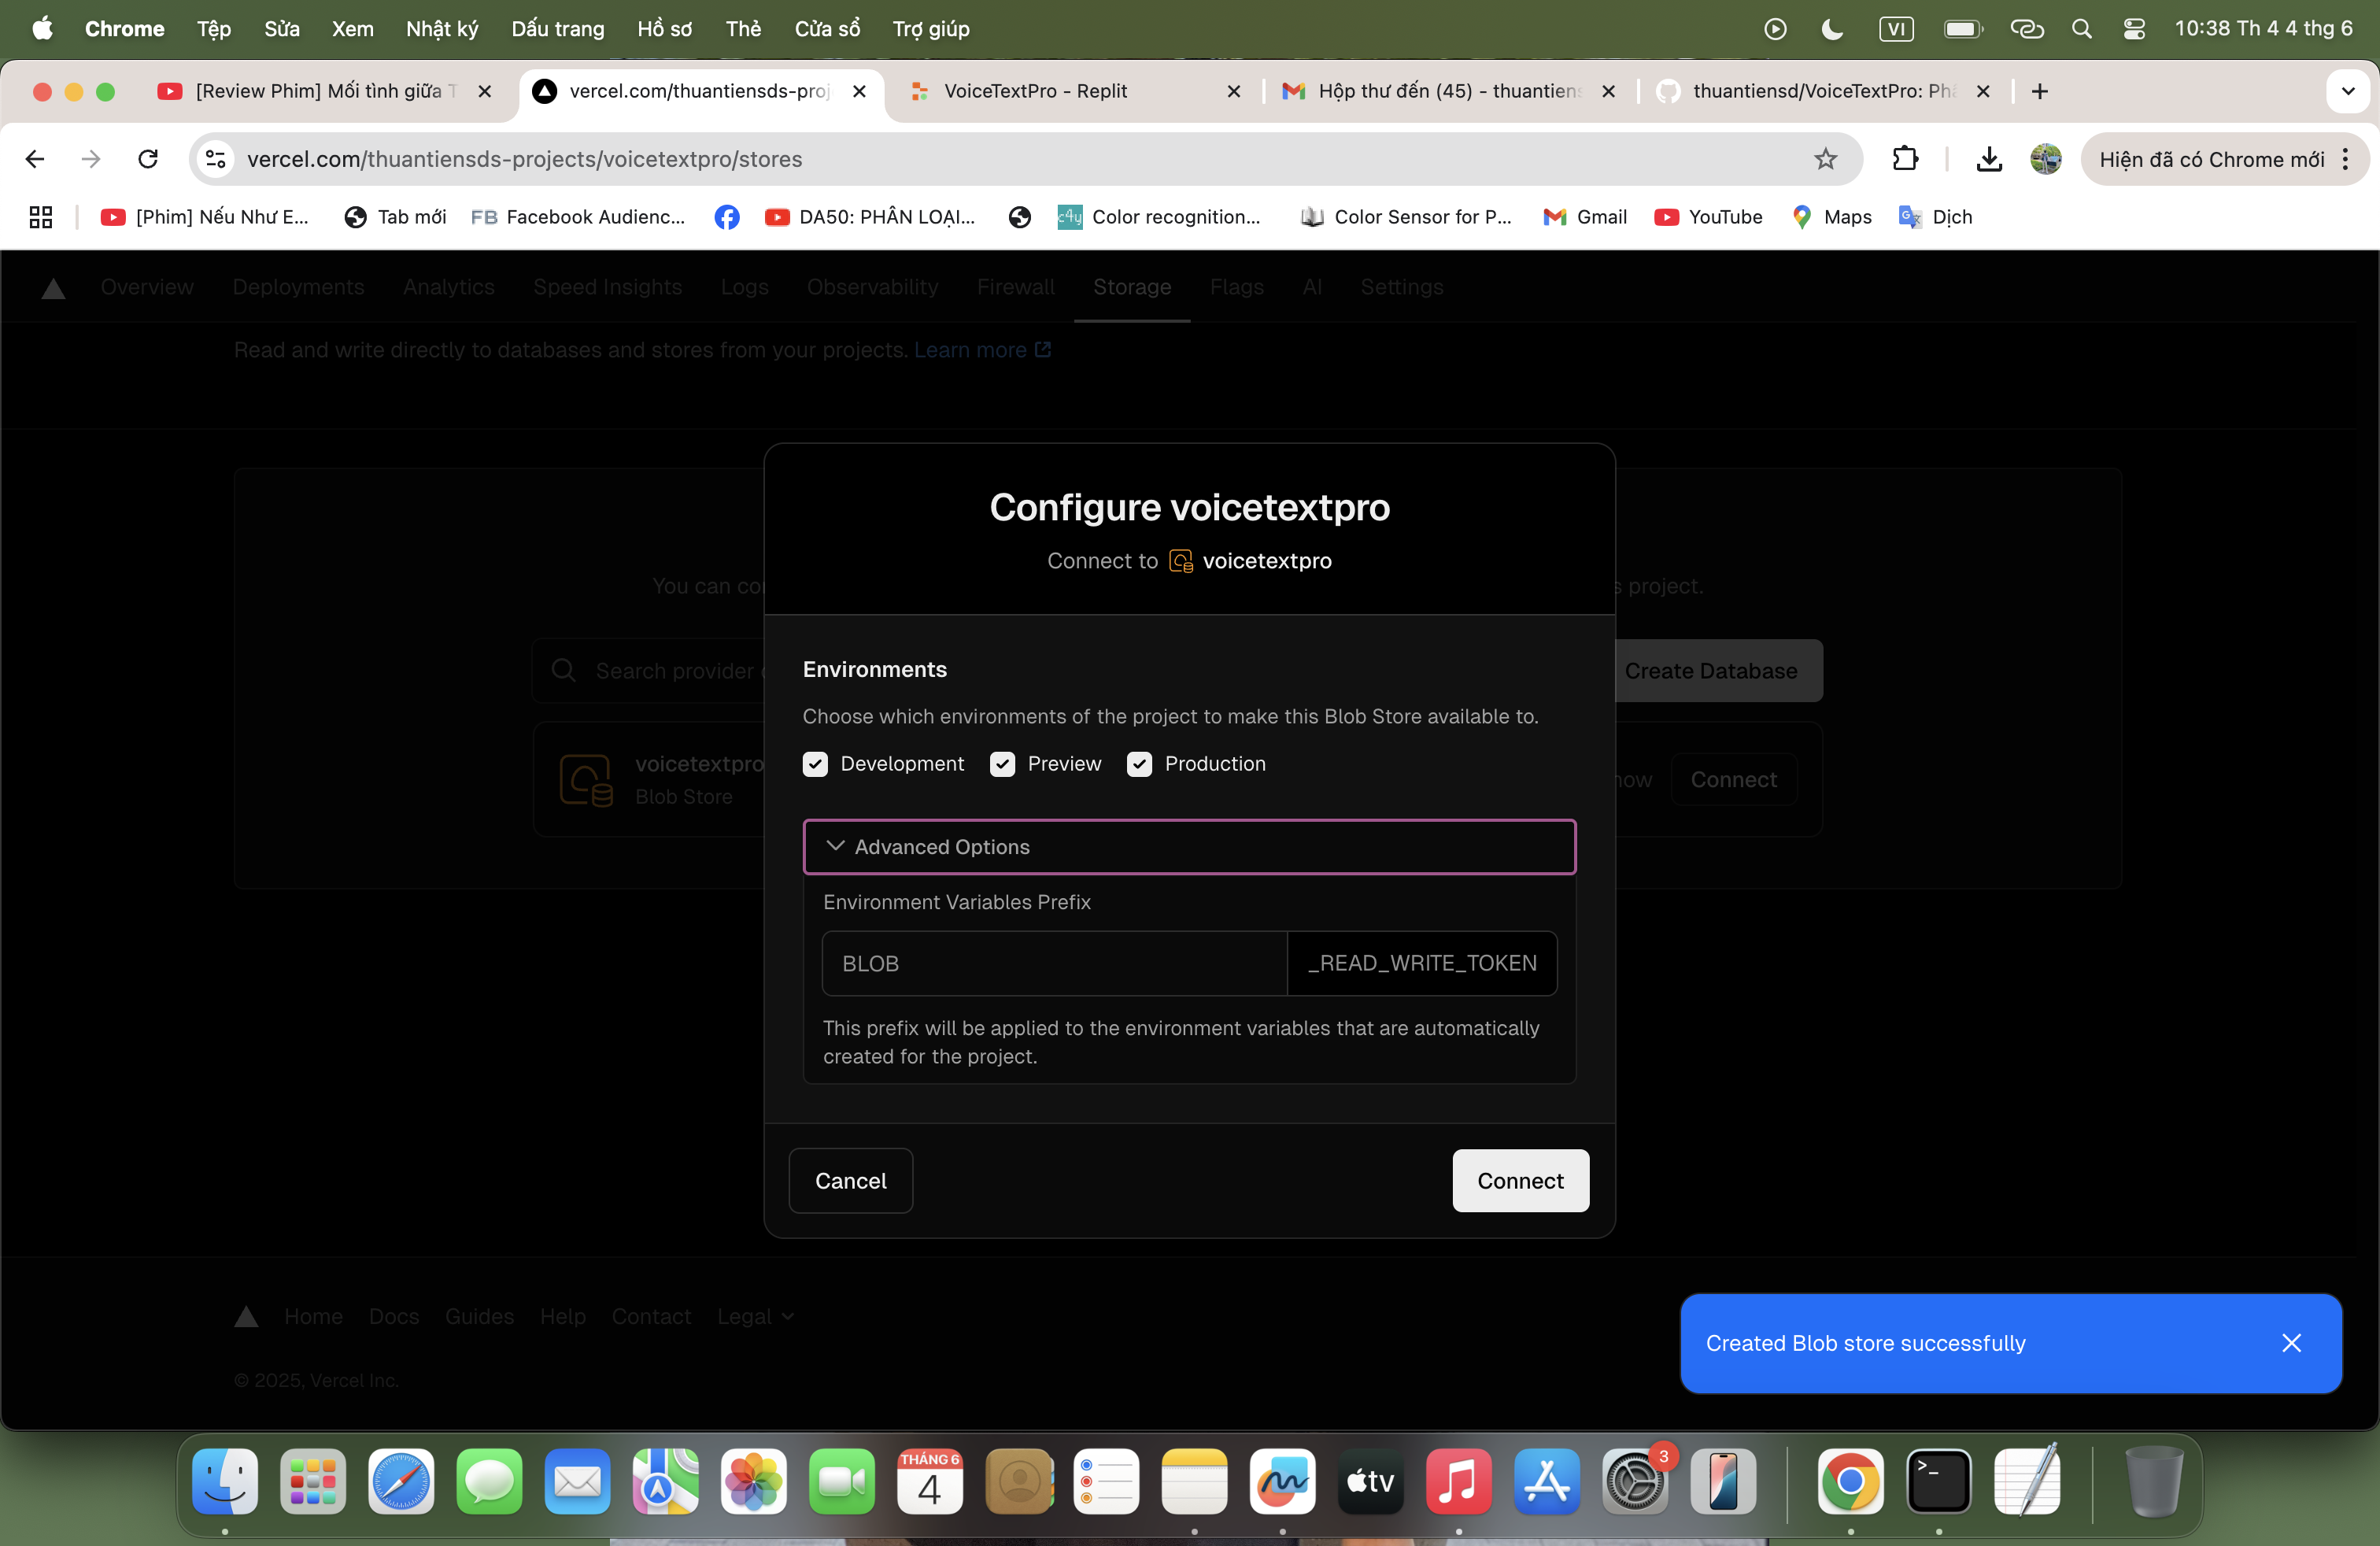 Chrome Tệp Sửa Xem Nhật ký Dấu trang Hồ sơ Thẻ Cửa sổ Trợ giúp VI 10:38 Th 4 4 thg 6
[Review Phim] Mối tình giữa T vercel.com/thuantiensds-proj VoiceTextPro - Replit Hộp thư đến (45) - thuantiens thuantiensd/VoiceTextPro: Ph
vercel.com/thuantiensds-projects/voicetextpro/stores Hiện đã có Chrome mới
[Phim] Nếu Như E... Tab mới FB Facebook Audienc... DA50: PHÂN LOẠI... c4y Color recognition... Color Sensor for P... Gmail YouTube Maps Dịch
Overview Deployments Analytics Speed Insights Logs Observability Firewall Storage Flags AI Settings
Read and write directly to databases and stores from your projects. Learn more
Configure voicetextpro
Connect to voicetextpro
You can co s project.
Environments
Search provider Create Database
Choose which environments of the project to make this Blob Store available to.
Development Preview Production
voicetextpro
Blob Store
now Connect
Advanced Options
Environment Variables Prefix
BLOB _READ_WRITE_TOKEN
This prefix will be applied to the environment variables that are automatically
created for the project.
Cancel Connect
Home Docs Guides Help Contact Legal
Created Blob store successfully
© 2025, Vercel Inc.
THÁNG 6
4
tv
3
>_